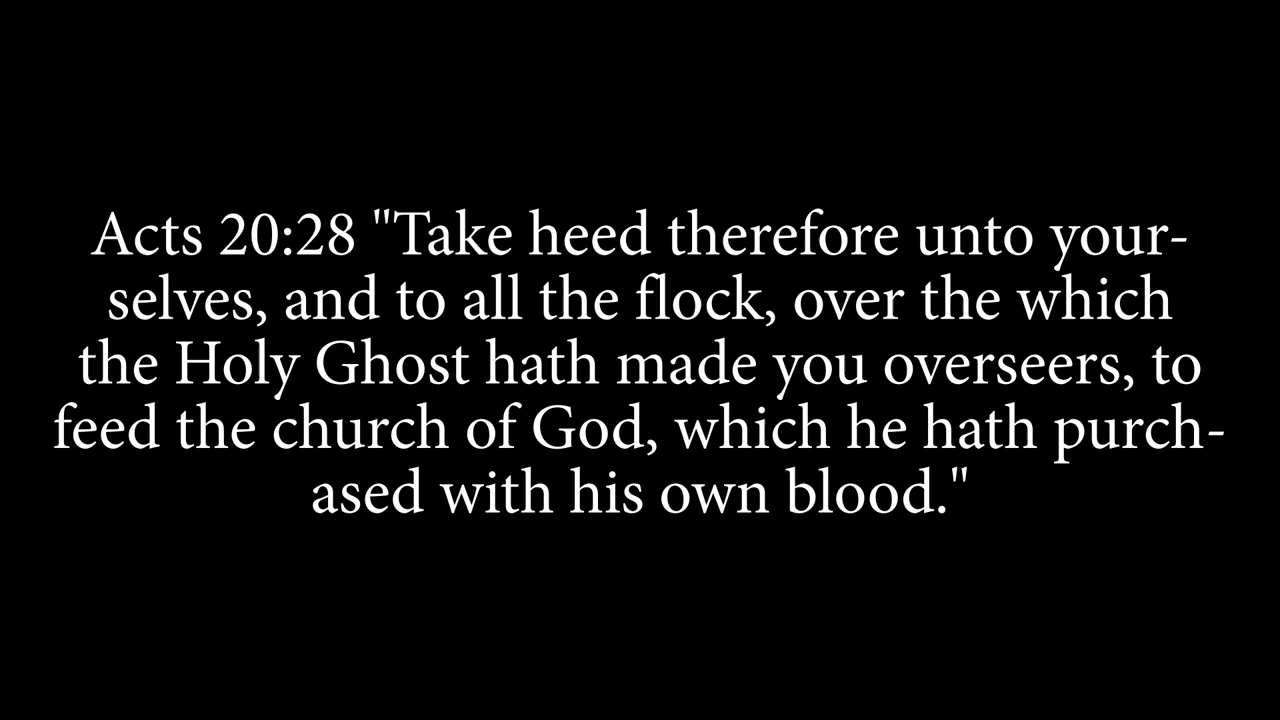 Acts 20:28 "Take heed therefore unto your-
selves, and to all the flock, over the which
the Holy Ghost hath made you overseers, to
feed the church of God, which he hath purch-
ased with his own blood."